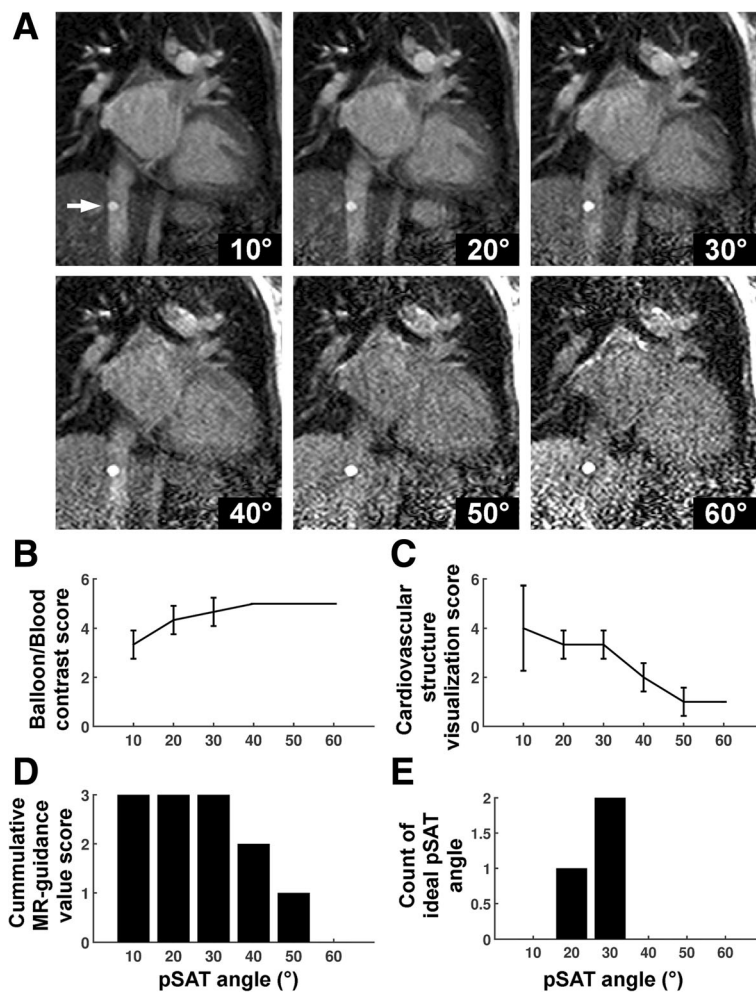 A
10°
20°
30°
40°
50°
60°
B
Balloon/Blood
contrast score
6
4
2
0
10 20 30 40 50 60
C
Cardiovascular
structure
visualization score
6
4
2
0
10 20 30 40 50 60
D
Cummulative
MR-guidance
value score
3
2
1
0
10 20 30 40 50 60
pSAT angle (°)
E
Count of
ideal pSAT
angle
2
1.5
1
0.5
0
10 20 30 40 50 60
pSAT angle (°)